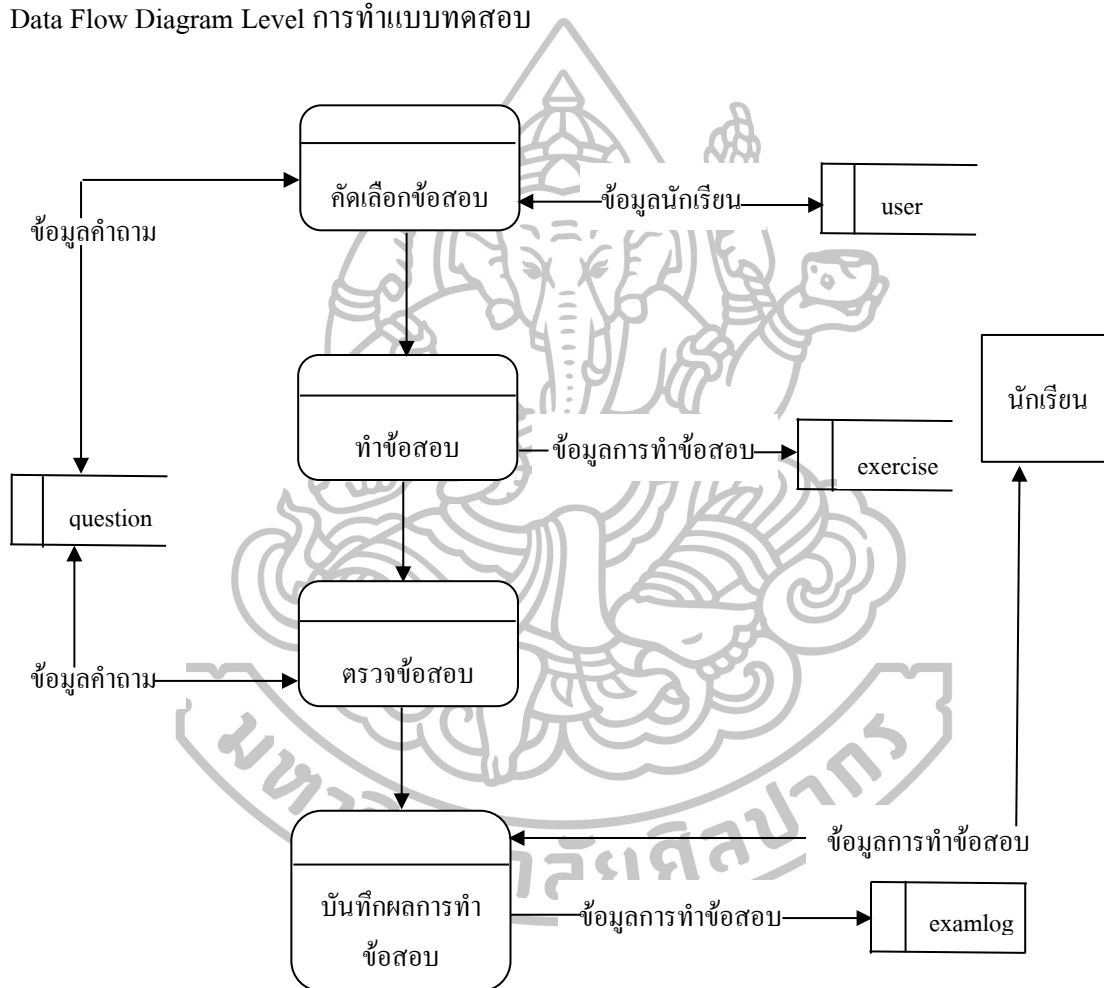 Data Flow Diagram Level การทำแบบทดสอบ
คัดเลือกข้อสอบ
ข้อมูลนักเรียน
user
ข้อมูลคำถาม
นักเรียน
ทำข้อสอบ
ข้อมูลการทำข้อสอบ
exercise
question
ตรวจข้อสอบ
ข้อมูลคำถาม
ข้อมูลการทำข้อสอบ
บันทึกผลการทำ
ข้อสอบ
ข้อมูลการทำข้อสอบ
examlog